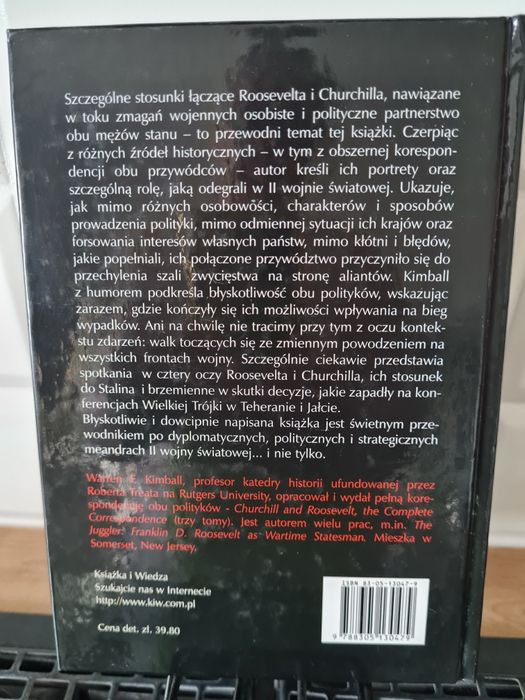 Szczególne stosunki łączące Roosevelta i Churchilla, nawiązane
w toku zmagań wojennych osobiste i polityczne partnerstwo
obu mężów stanu – to przewodni temat tej książki. Czerpiąc
z różnych źródeł historycznych – w tym z obszernej korespon-
dencji obu przywódców – autor kreśli ich portrety oraz
szczególną rolę, jaką odegrali w II wojnie światowej. Ukazuje,
jak mimo różnych osobowości, charakterów i sposobów
prowadzenia polityki, mimo odmiennej sytuacji ich krajów oraz
forsowania interesów własnych państw, mimo kłótni i błędów,
jakie popełniali, ich połączone przywództwo przyczyniło się do
przechylenia szali zwycięstwa na stronę aliantów. Kimball
z humorem podkreśla błyskotliwość obu polityków, wskazując
zarazem, gdzie kończyły się ich możliwości wpływania na bieg
wypadków. Ani na chwilę nie tracimy przy tym z oczu kontek-
stu zdarzeń: walk toczących się ze zmiennym powodzeniem na
wszystkich frontach wojny. Szczególnie ciekawie przedstawia
spotkania w cztery oczy Roosevelta i Churchilla, ich stosunek
do Stalina i brzemienne w skutki decyzje, jakie zapadły na kon-
ferencjach Wielkiej Trójki w Teheranie i Jałcie.
Błyskotliwie i dowcipnie napisana książka jest świetnym prze-
wodnikiem po dyplomatycznych, politycznych i strategicznych
meandrach II wojny światowej... i nie tylko.
Warren F. Kimball, profesor katedry historii ufundowanej przez
Roberta Treata na Rutgers University, opracował i wydał pełną kore-
spondencję obu polityków - Churchill and Roosevelt, the Complete
Correspondence (trzy tomy). Jest autorem wielu prac, m.in. The
Juggler: Franklin D. Roosevelt as Wartime Statesman. Mieszka w
Somerset, New Jersey.
Książka i Wiedza
Szukajcie nas w Internecie
http://www.kiw.com.pl
Cena det. zł. 39.80
ISBN 83-05-13047-9
9 788305 130479